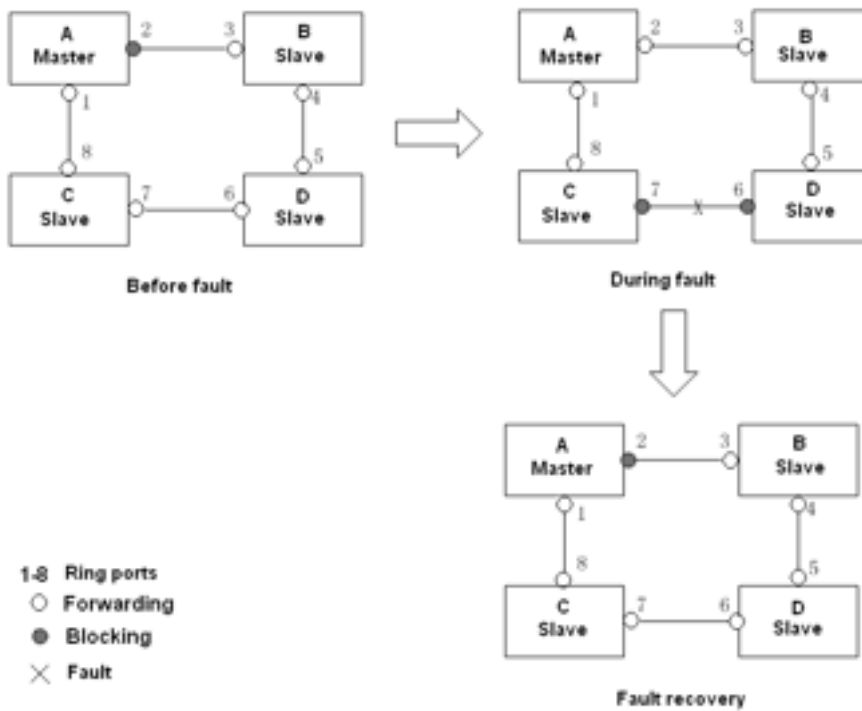 A
Master
2
3
B
Slave
1
4
8
5
C
Slave
7
6
D
Slave
Before fault
A
Master
2
3
B
Slave
1
4
8
5
C
Slave
7
6
D
Slave
During fault
A
Master
2
3
B
Slave
1
4
8
5
C
Slave
7
6
D
Slave
Fault recovery
1-8 Ring ports
Forwarding
Blocking
Fault